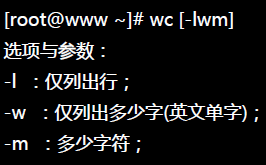 [root@www ~]# wc [-lwm]
选项与参数：
-l  ：仅列出行；
-w  ：仅列出多少字(英文单字)；
-m  ：多少字符；